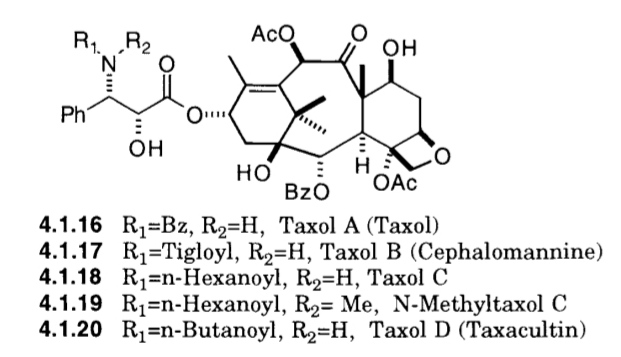 AcO
O
OH
R₁
R₂
N
O
Ph
O
OH
HO
BzO
H
OAc
O
4.1.16 R₁=Bz, R₂=H, Taxol A (Taxol)
4.1.17 R₁=Tigloyl, R₂=H, Taxol B (Cephalomannine)
4.1.18 R₁=n-Hexanoyl, R₂=H, Taxol C
4.1.19 R₁=n-Hexanoyl, R₂= Me, N-Methyltaxol C
4.1.20 R₁=n-Butanoyl, R₂=H, Taxol D (Taxacultin)